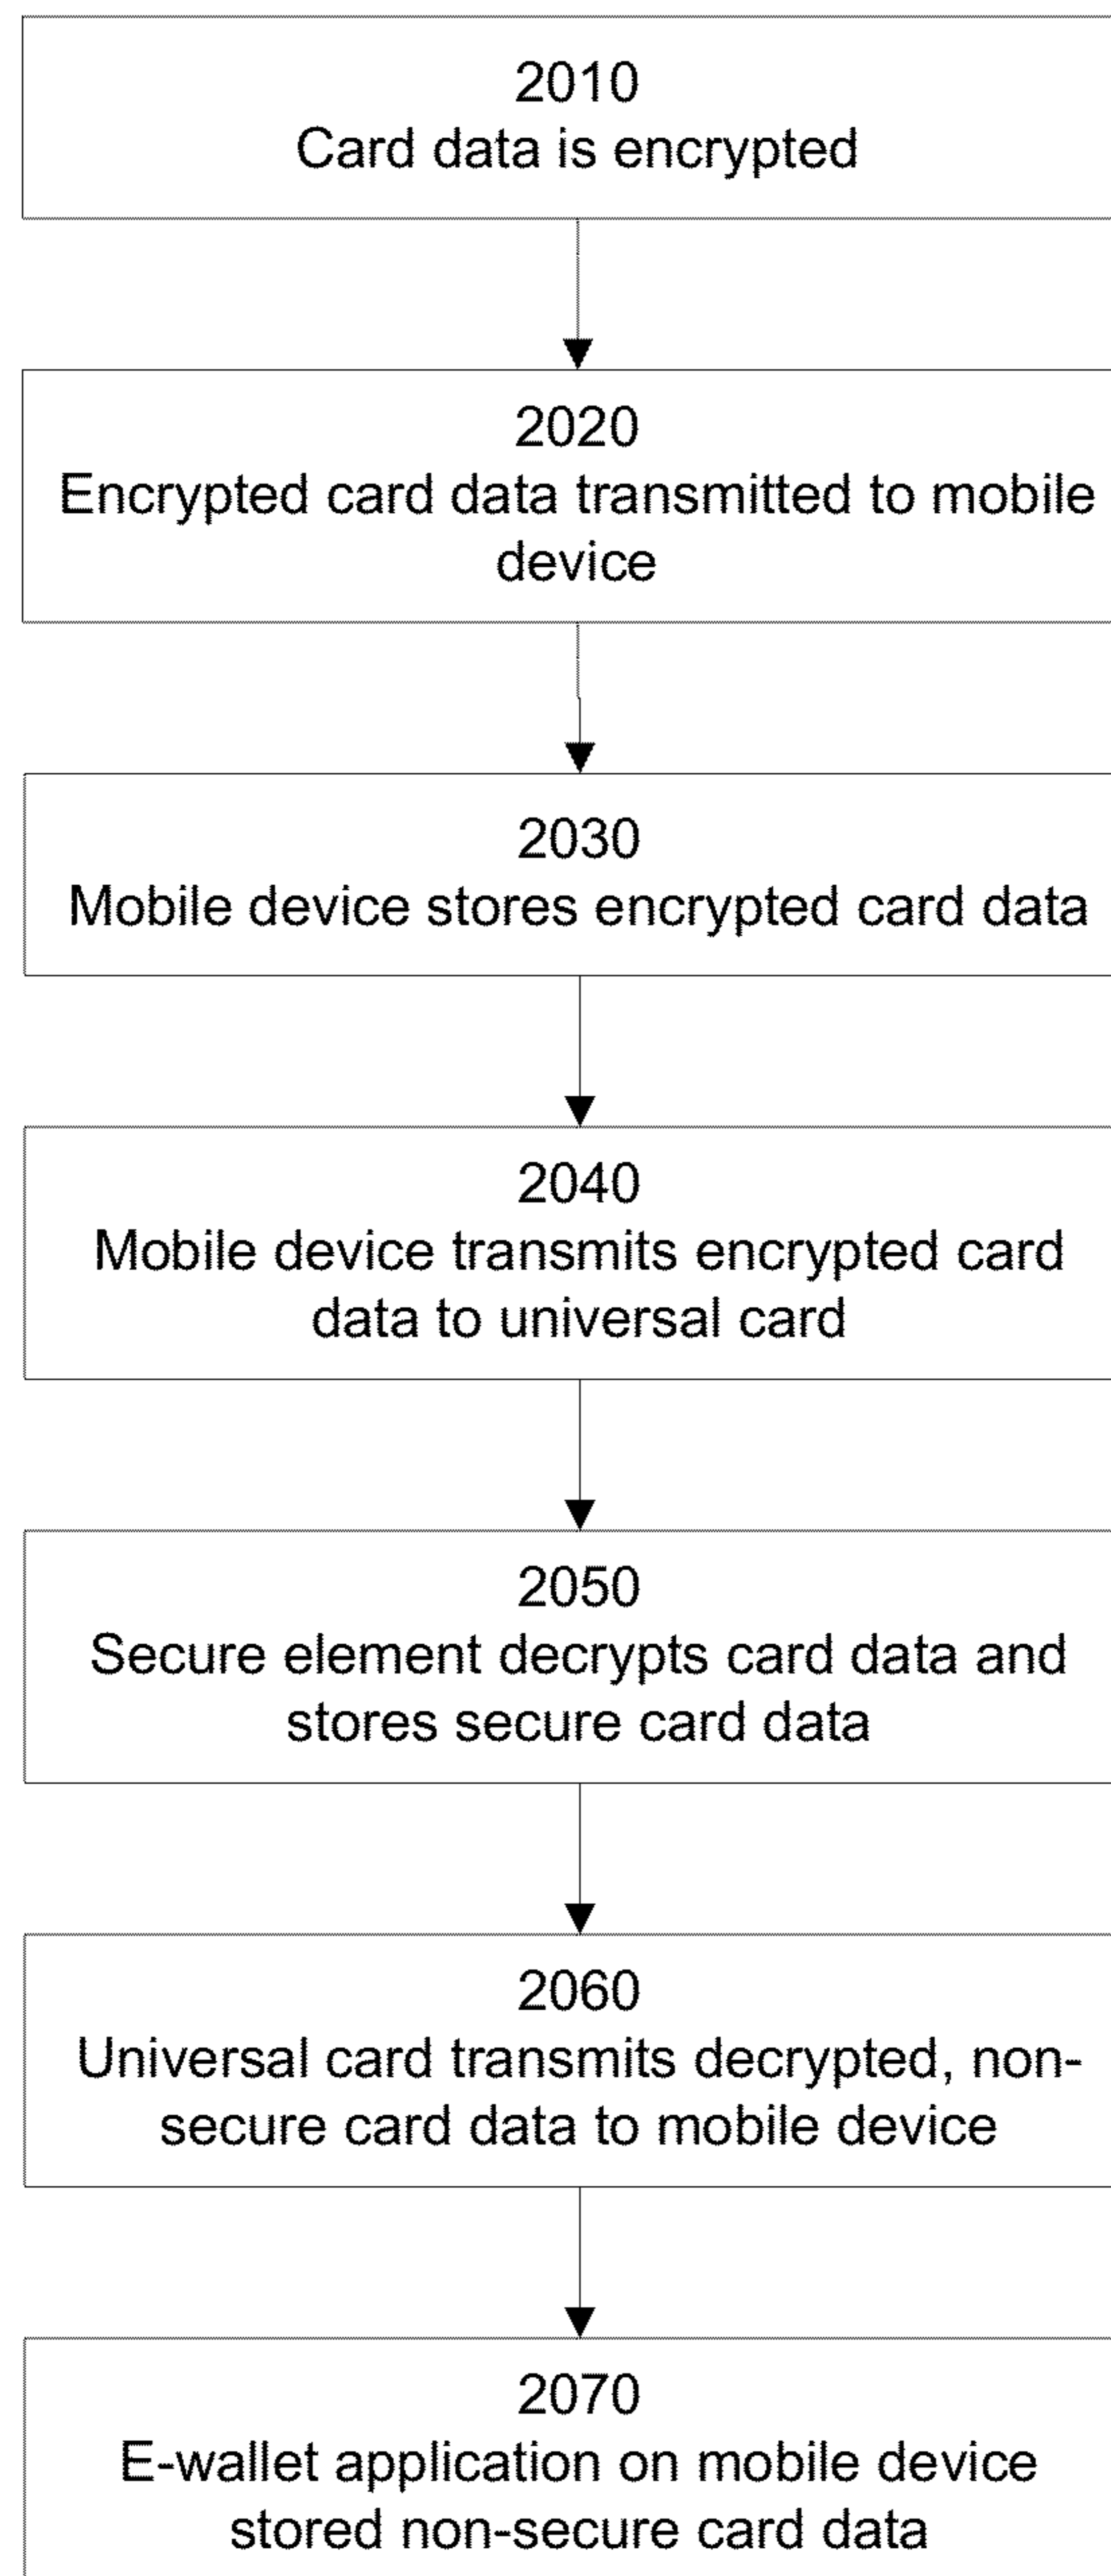 2010
Card data is encrypted
2020
Encrypted card data transmitted to mobile
device
2030
Mobile device stores encrypted card data
2040
Mobile device transmits encrypted card
data to universal card
2050
Secure element decrypts card data and
stores secure card data
2060
Universal card transmits decrypted, non-
secure card data to mobile device
2070
E-wallet application on mobile device
stored non-secure card data